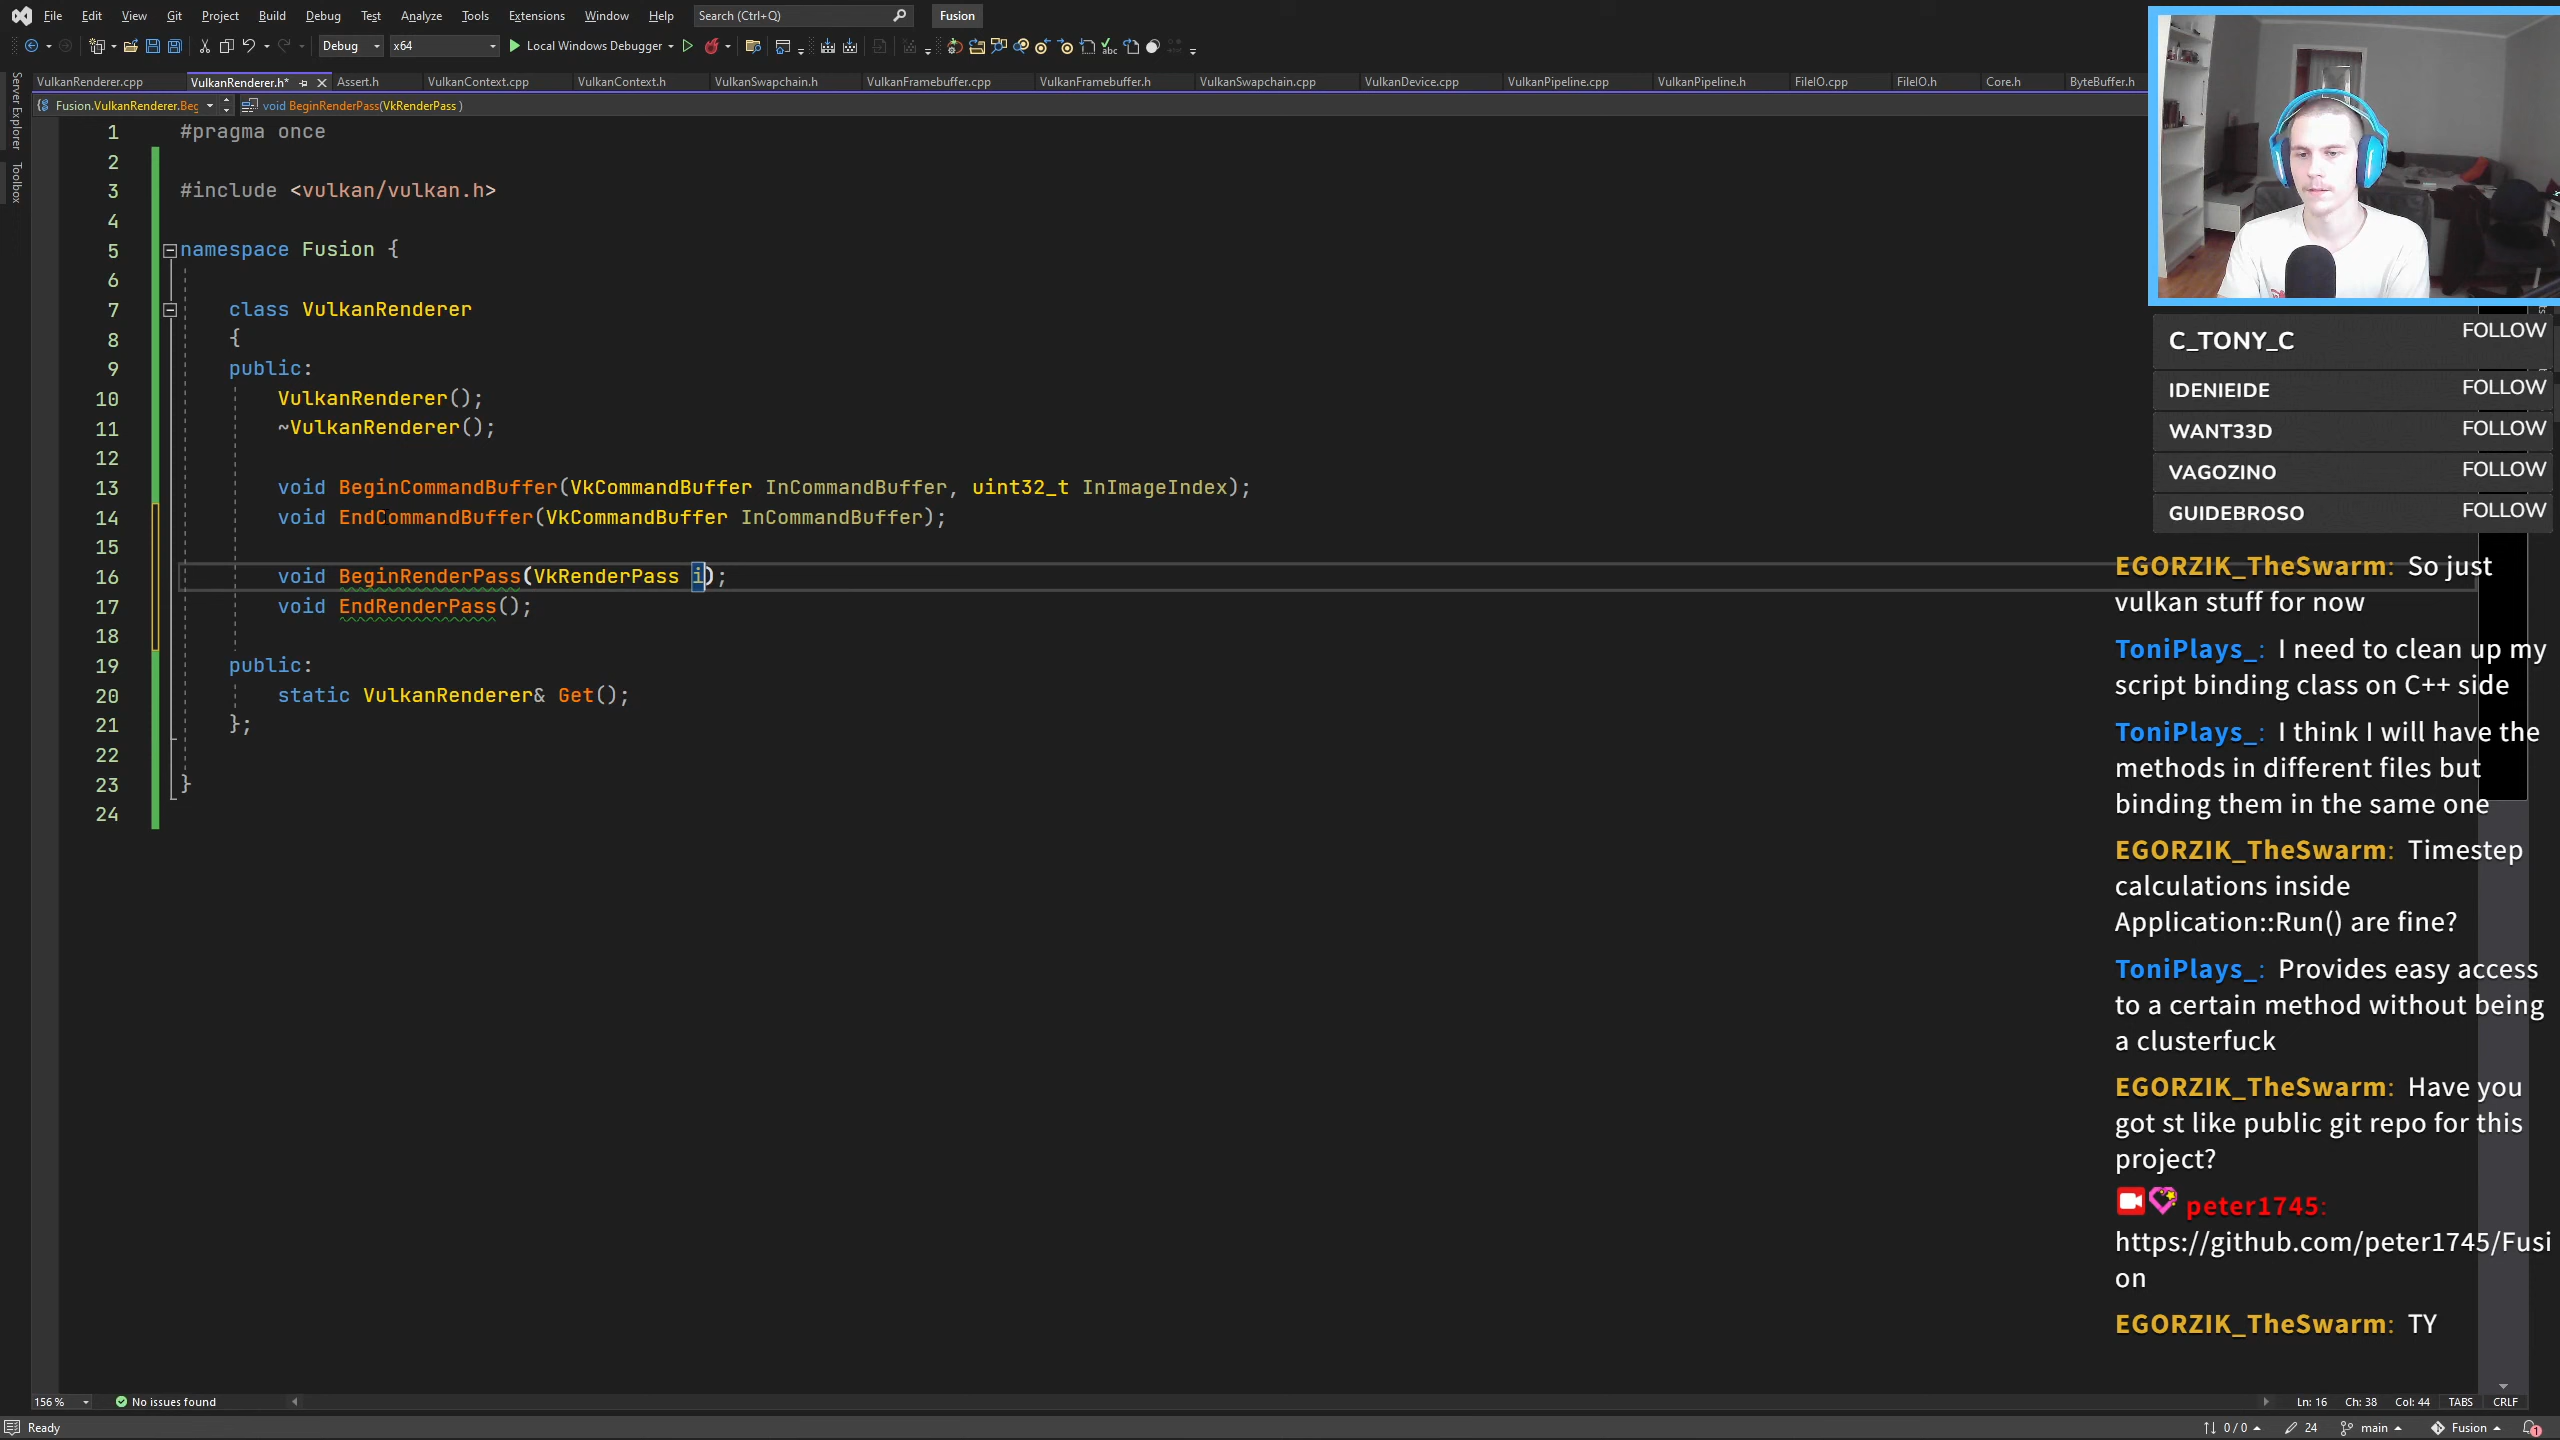 File Edit View Git Project Build Debug Test Analyze Tools Extensions Window Help Search (Ctrl+Q) Fusion
Debug x64 Local Windows Debugger
VulkanRenderer.cpp VulkanRenderer.h* Assert.h VulkanContext.cpp VulkanContext.h VulkanSwapchain.h VulkanFramebuffer.cpp VulkanFramebuffer.h VulkanSwapchain.cpp VulkanDevice.cpp VulkanPipeline.cpp VulkanPipeline.h FileIO.cpp FileIO.h Core.h ByteBuffer.h
Fusion.VulkanRenderer.Beg void BeginRenderPass(VkRenderPass )
Server Explorer
Toolbox
1 #pragma once
2
3 #include <vulkan/vulkan.h>
4
5 namespace Fusion {
6
7 class VulkanRenderer
8 {
9 public:
10 VulkanRenderer();
11 ~VulkanRenderer();
12
13 void BeginCommandBuffer(VkCommandBuffer InCommandBuffer, uint32_t InImageIndex);
14 void EndCommandBuffer(VkCommandBuffer InCommandBuffer);
15
16 void BeginRenderPass(VkRenderPass i);
17 void EndRenderPass();
18
19 public:
20 static VulkanRenderer& Get();
21 };
22
23 }
24
C_TONY_C FOLLOW
IDENIEIDE FOLLOW
WANT33D FOLLOW
VAGOZINO FOLLOW
GUIDEBROSO FOLLOW
EGORZIK_TheSwarm: So just
vulkan stuff for now
ToniPlays_: I need to clean up my
script binding class on C++ side
ToniPlays_: I think I will have the
methods in different files but
binding them in the same one
EGORZIK_TheSwarm: Timestep
calculations inside
Application::Run() are fine?
ToniPlays_: Provides easy access
to a certain method without being
a clusterfuck
EGORZIK_TheSwarm: Have you
got st like public git repo for this
project?
peter1745:
https://github.com/peter1745/Fusi
on
EGORZIK_TheSwarm: TY
156 % No issues found Ln: 16 Ch: 38 Col: 44 TABS CRLF
Ready 0 / 0 24 main Fusion 1